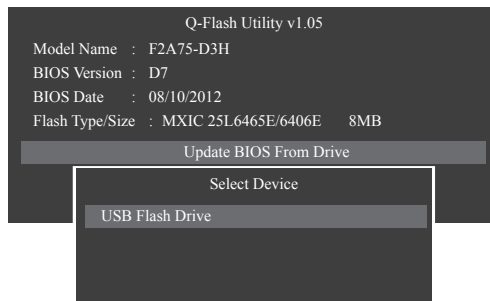 Q-Flash Utility v1.05
Model Name : F2A75-D3H
BIOS Version : D7
BIOS Date : 08/10/2012
Flash Type/Size : MXIC 25L6465E/6406E 8MB
Update BIOS From Drive
Select Device
USB Flash Drive